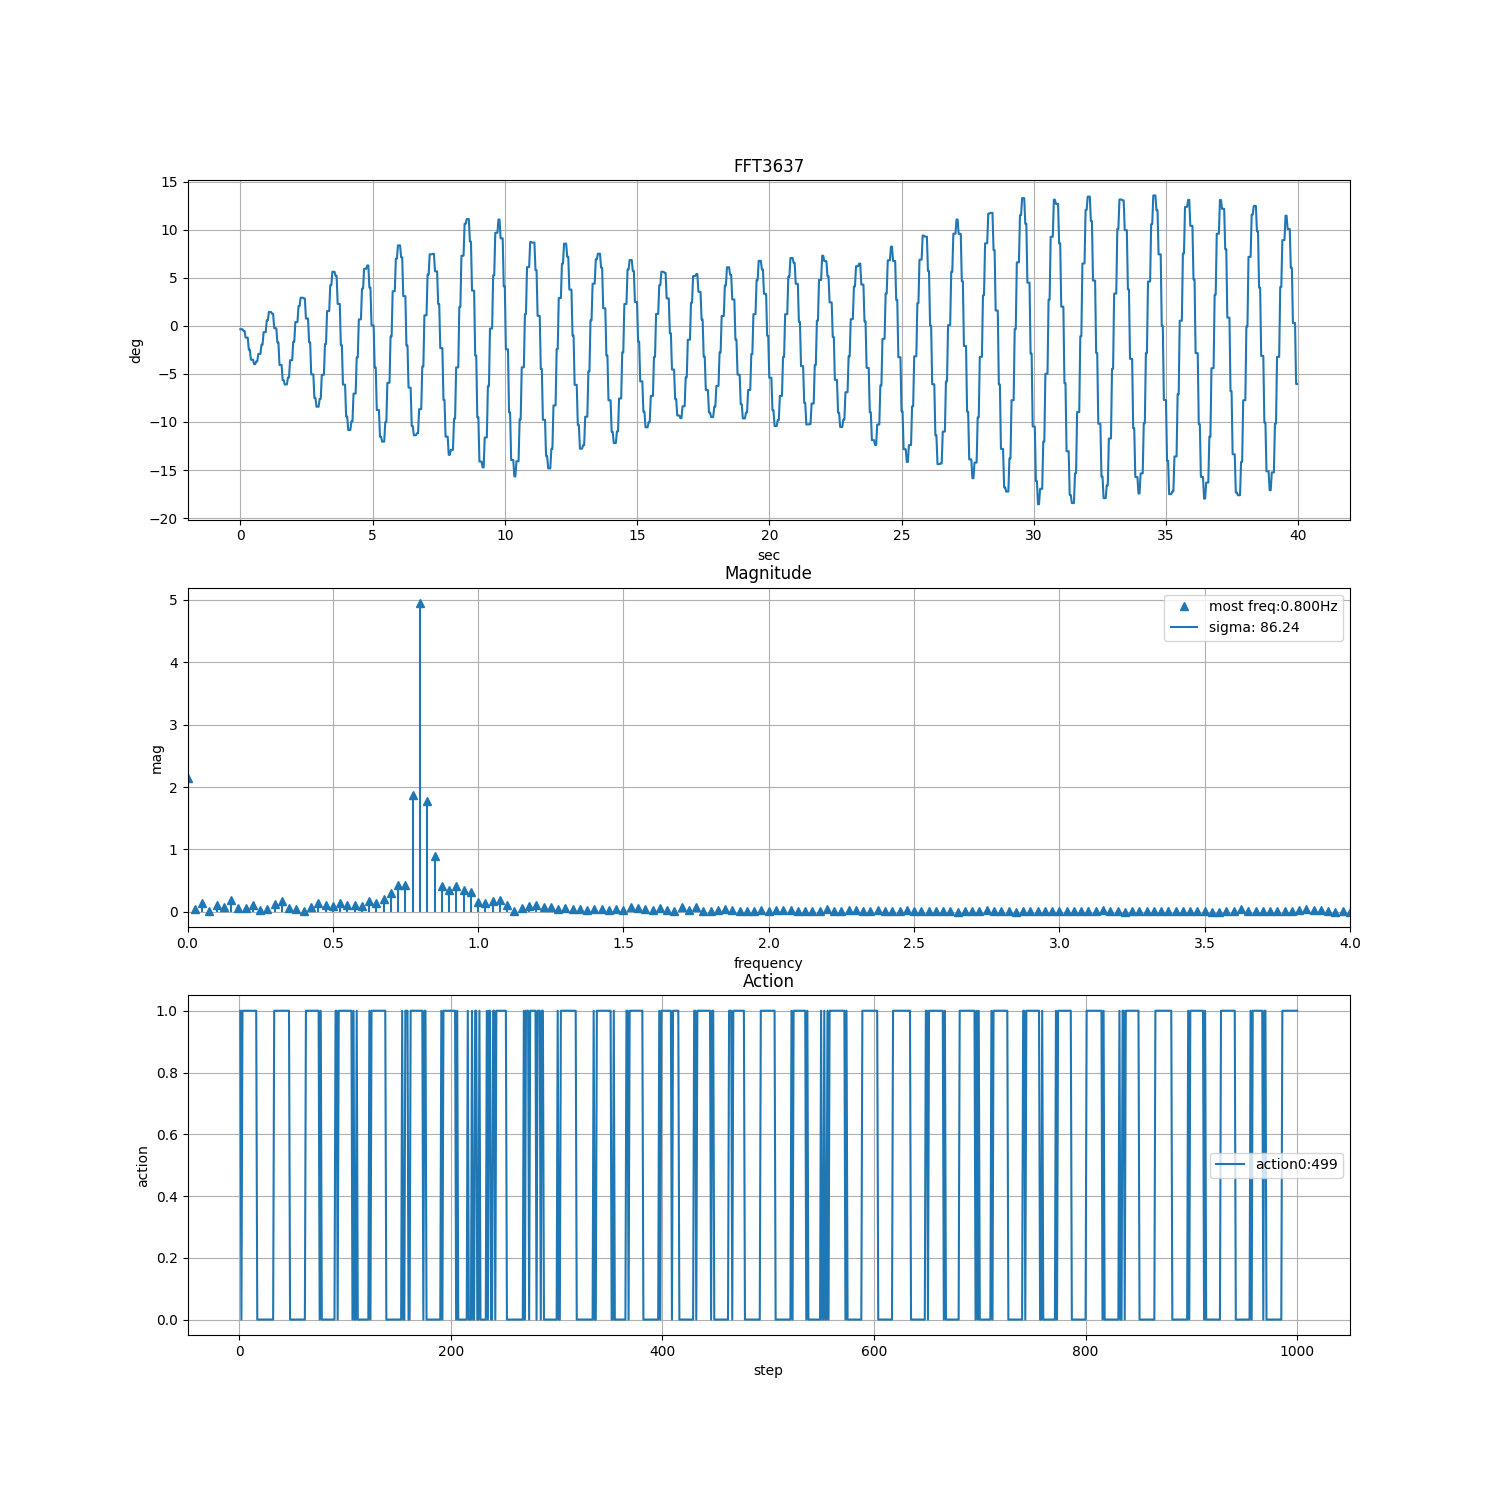 FFT3637
15
10
5
0
−5
−10
−15
−20
deg
0 5 10 15 20 25 30 35 40
sec
Magnitude
5
4
3
2
1
0
mag
most freq:0.800Hz
sigma: 86.24
0.0 0.5 1.0 1.5 2.0 2.5 3.0 3.5 4.0
frequency
Action
1.0
0.8
0.6
0.4
0.2
0.0
action
action0:499
0 200 400 600 800 1000
step